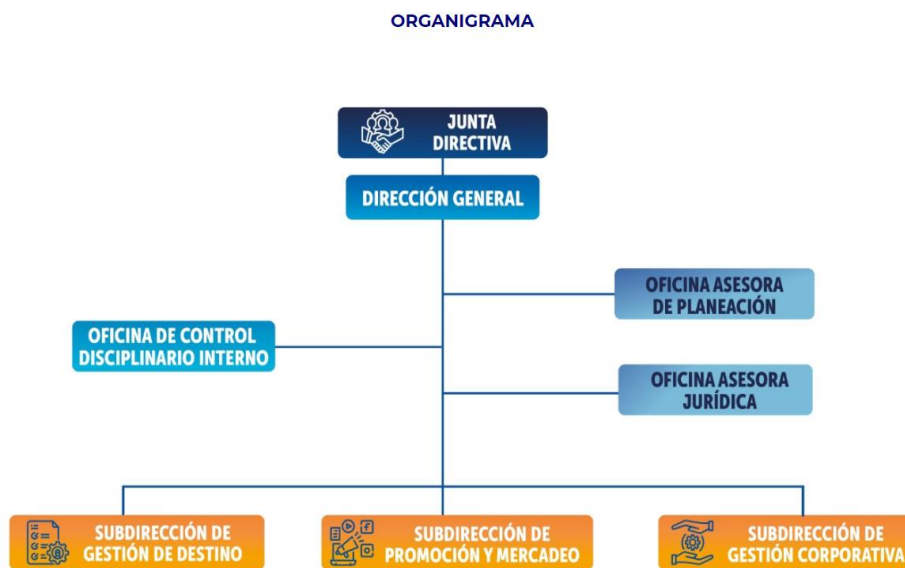 ORGANIGRAMA
JUNTA
DIRECTIVA
DIRECCIÓN GENERAL
OFICINA ASESORA
DE PLANEACIÓN
OFICINA DE CONTROL
DISCIPLINARIO INTERNO
OFICINA ASESORA
JURÍDICA
SUBDIRECCIÓN DE
GESTIÓN DE DESTINO
SUBDIRECCIÓN DE
PROMOCIÓN Y MERCADEO
SUBDIRECCIÓN DE
GESTIÓN CORPORATIVA